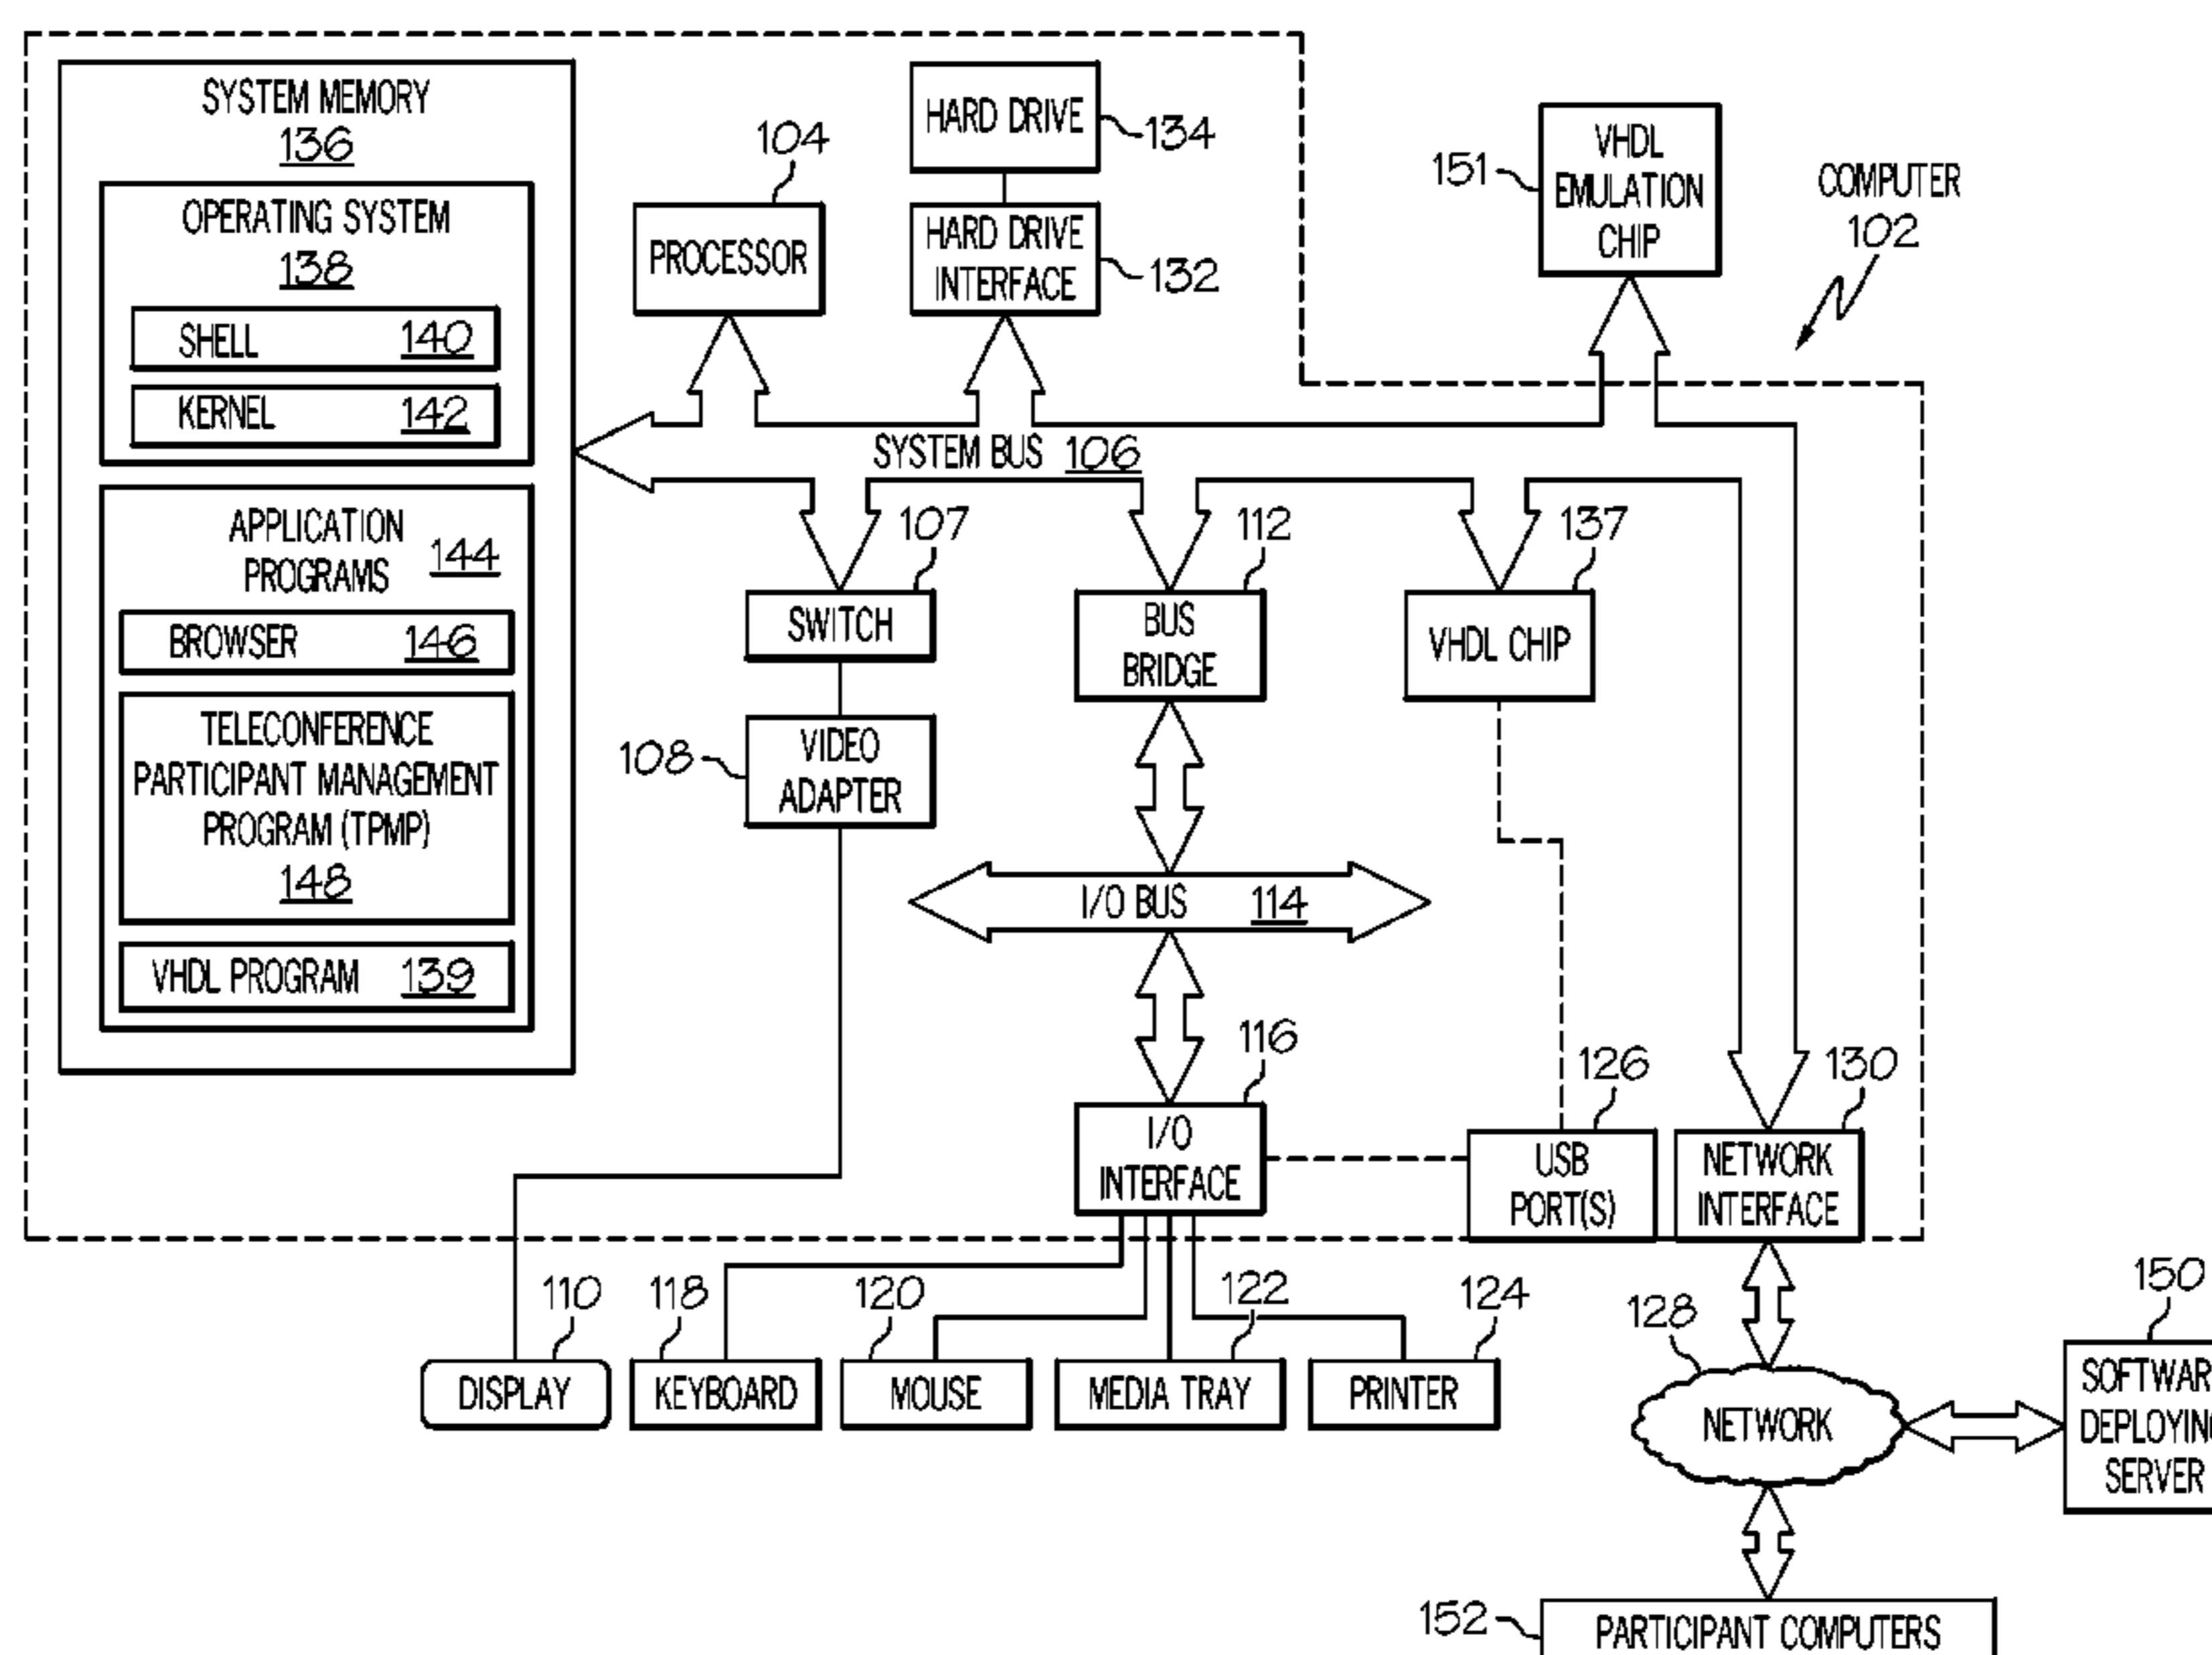 SYSTEM MEMORY
136
OPERATING SYSTEM
138
SHELL 140
KERNEL 142
APPLICATION
PROGRAMS 144
BROWSER 146
TELECONFERENCE
PARTICIPANT MANAGEMENT
PROGRAM (TPMP)
148
VHDL PROGRAM 139
104
PROCESSOR
HARD DRIVE
134
HARD DRIVE
INTERFACE
132
151
VHDL
EMULATION
CHIP
COMPUTER
102
SYSTEM BUS 106
107
SWITCH
112
BUS
BRIDGE
137
VHDL CHIP
108
VIDEO
ADAPTER
I/O BUS 114
116
I/O
INTERFACE
126
USB
PORT(S)
130
NETWORK
INTERFACE
110
DISPLAY
118
KEYBOARD
120
MOUSE
122
MEDIA TRAY
124
PRINTER
128
NETWORK
150
SOFTWAR
DEPLOYIN
SERVER
152
PARTICIPANT COMPUTERS